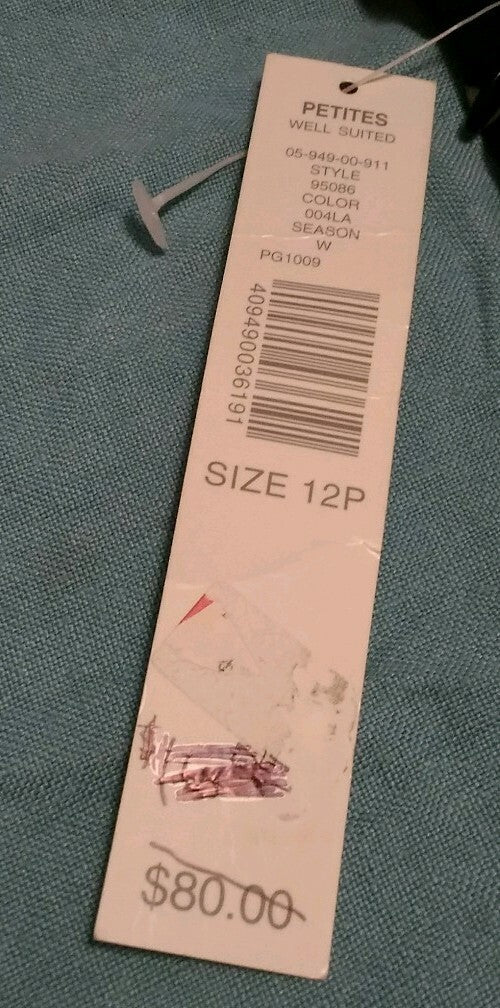 PETITES
WELL SUITED
05-949-00-911
STYLE
95086
COLOR
004LA
SEASON
W
PG1009
409490036191
SIZE 12P
$80.00